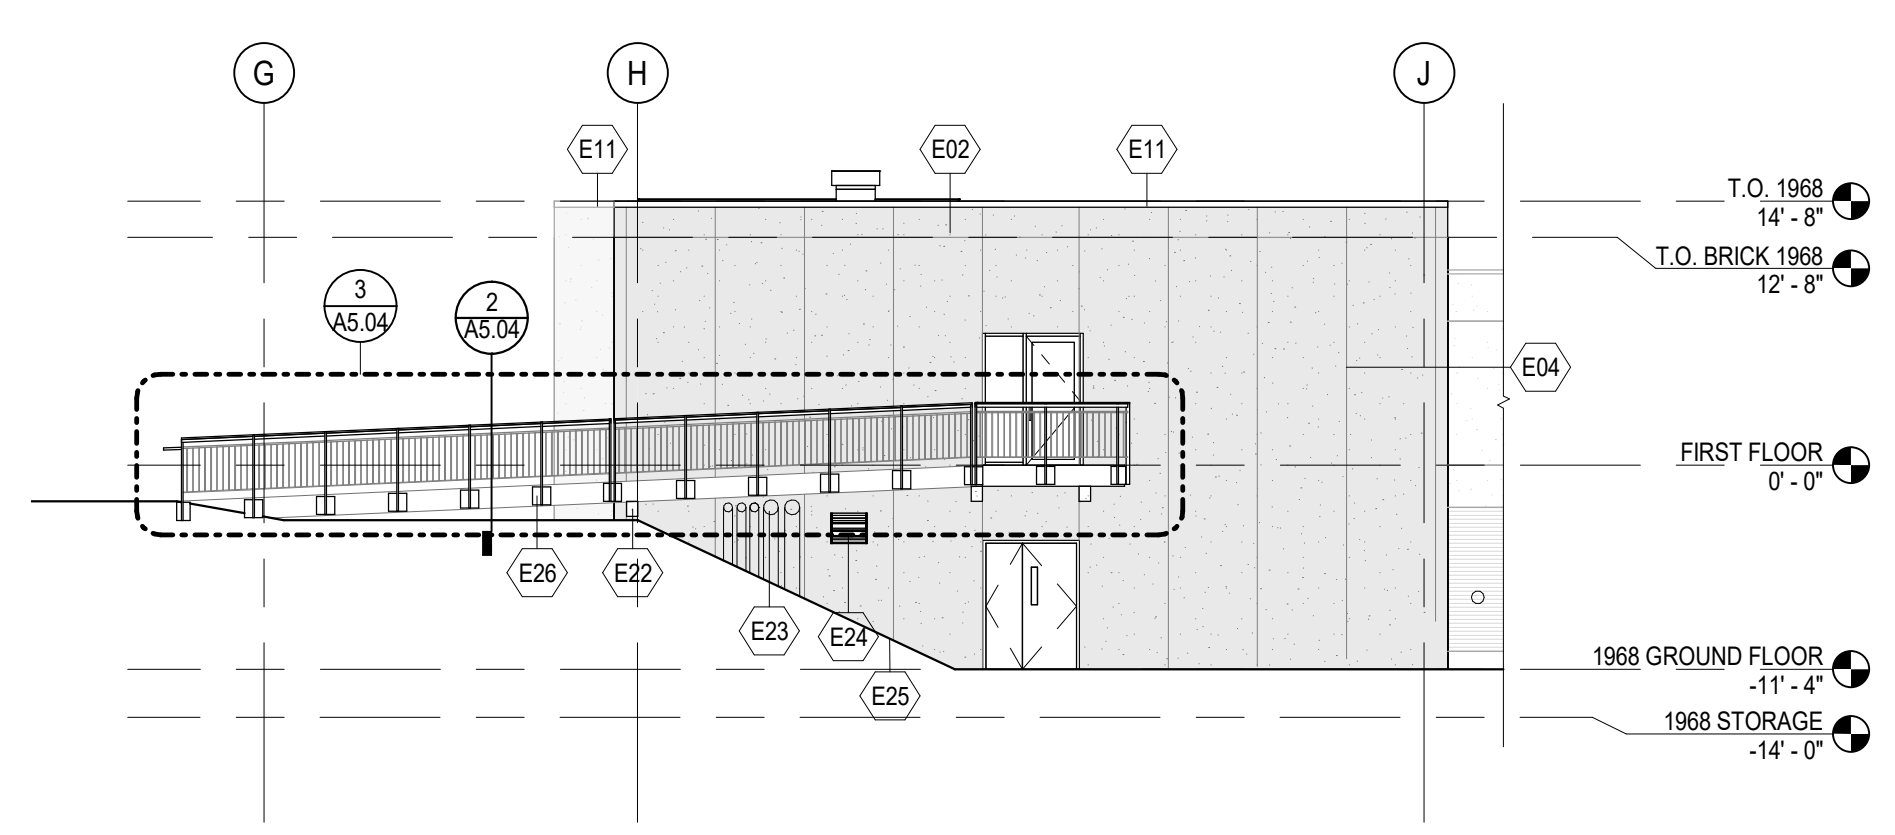 G
H
J
E11
E02
E11
T.O. 1968
14' - 8"
T.O. BRICK 1968
12' - 8"
3
A5.04
2
A5.04
E04
FIRST FLOOR
0' - 0"
E26
E22
E23
E24
E25
1968 GROUND FLOOR
-11' - 4"
1968 STORAGE
-14' - 0"